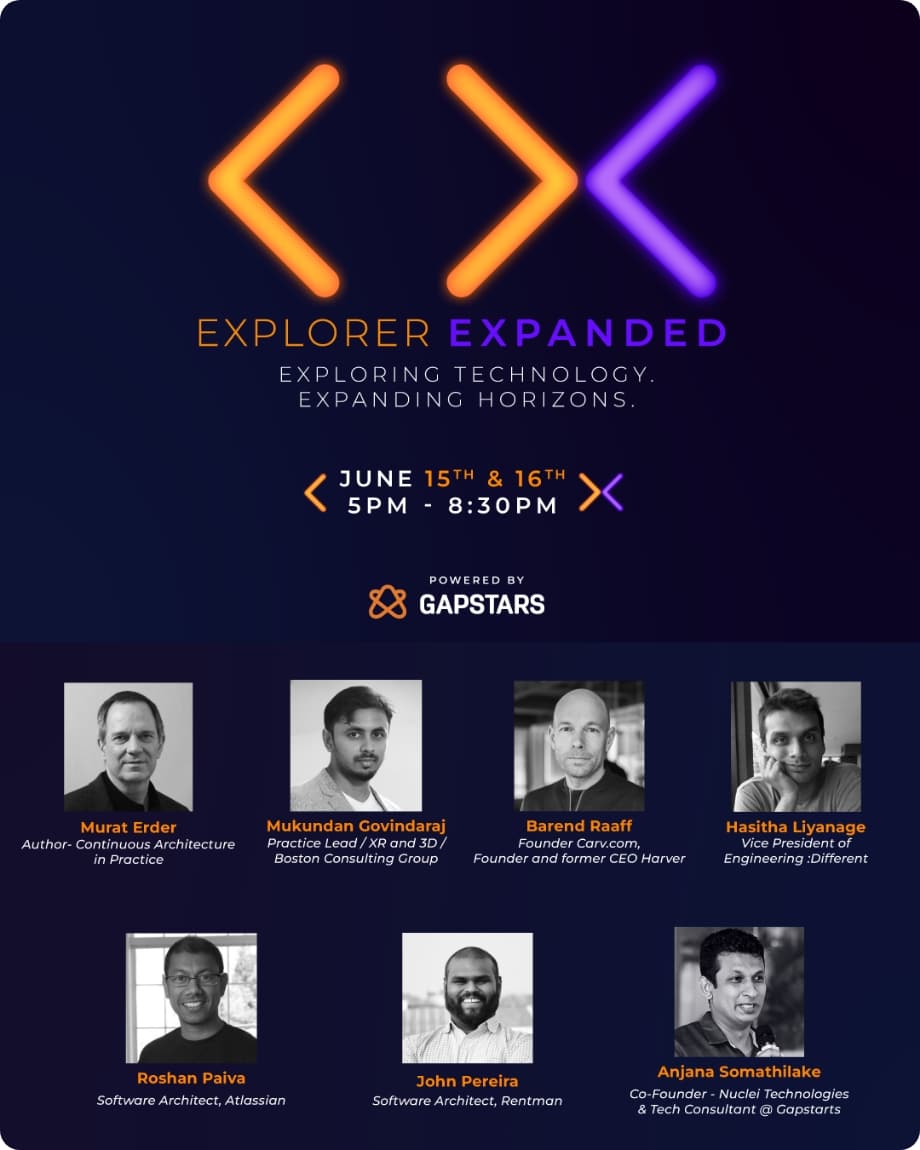 EXPLORER EXPANDED
EXPLORING TECHNOLOGY.
EXPANDING HORIZONS.
JUNE 15TH & 16TH
5PM - 8:30PM
POWERED BY
GAPSTARS
Murat Erder
Author- Continuous Architecture
in Practice
Mukundan Govindaraj
Practice Lead / XR and 3D /
Boston Consulting Group
Barend Raaff
Founder Carv.com,
Founder and former CEO Harver
Hasitha Liyanage
Vice President of
Engineering :Different
Roshan Paiva
Software Architect, Atlassian
John Pereira
Software Architect, Rentman
Anjana Somathilake
Co-Founder - Nuclei Technologies
& Tech Consultant @ Gapstarts